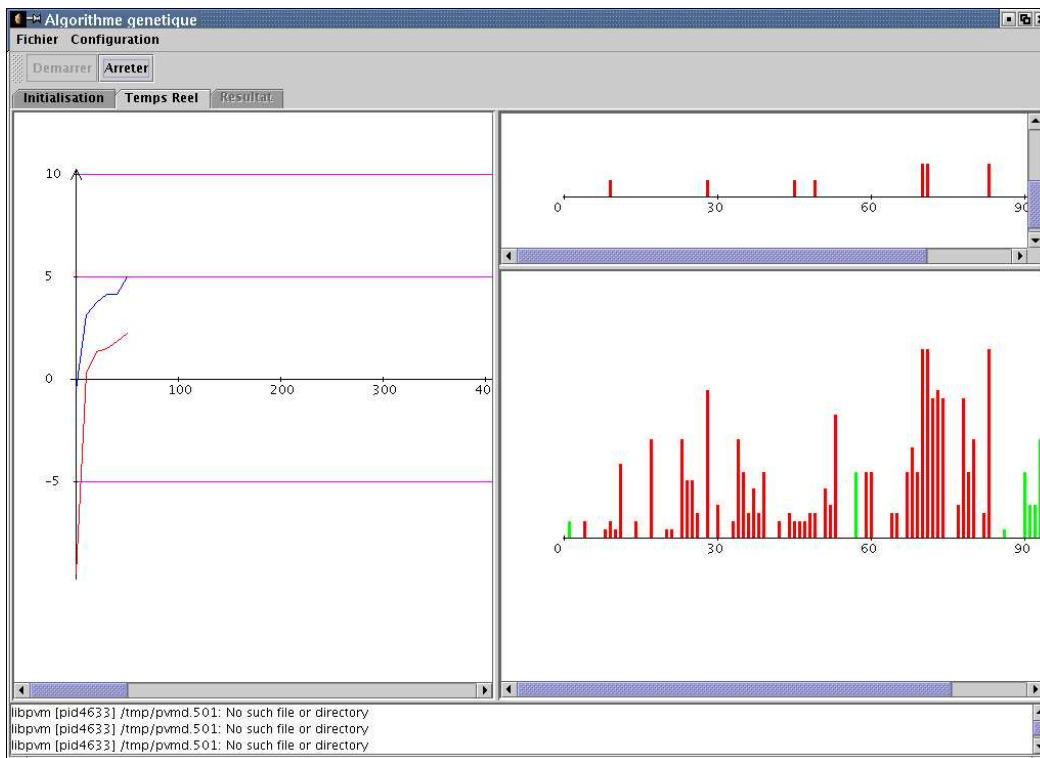 Algorithme genetique
Fichier Configuration
Demarrer Arreter
Initialisation Temps Reel Resultat
10
5
0
100 200 300 40
-5
0 30 60 90
0 30 60 90
libpvm [pid4633] /tmp/pvmd.501: No such file or directory
libpvm [pid4633] /tmp/pvmd.501: No such file or directory
libpvm [pid4633] /tmp/pvmd.501: No such file or directory